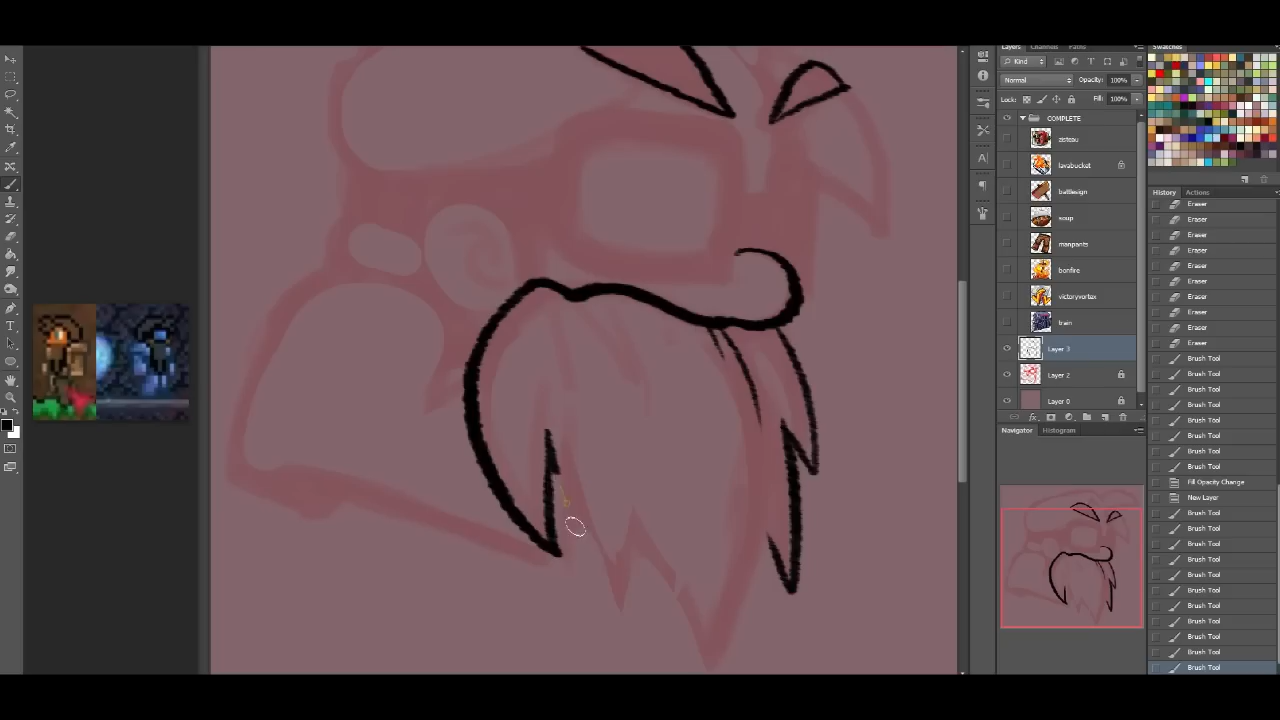 Layers Channels Paths
Kind
Normal Opacity: 100%
Lock: Fill: 100%
COMPLETE
zisteau
lavabucket
battlesign
soup
manpants
bonfire
victoryvortex
brain
Layer 3
Layer 2
Layer 0
fx
Navigator Histogram
Swatches
History Actions
Eraser
Eraser
Eraser
Eraser
Eraser
Eraser
Eraser
Eraser
Eraser
Eraser
Brush Tool
Brush Tool
Brush Tool
Brush Tool
Brush Tool
Brush Tool
Brush Tool
Brush Tool
Fill Opacity Change
New Layer
Brush Tool
Brush Tool
Brush Tool
Brush Tool
Brush Tool
Brush Tool
Brush Tool
Brush Tool
Brush Tool
Brush Tool
Brush Tool